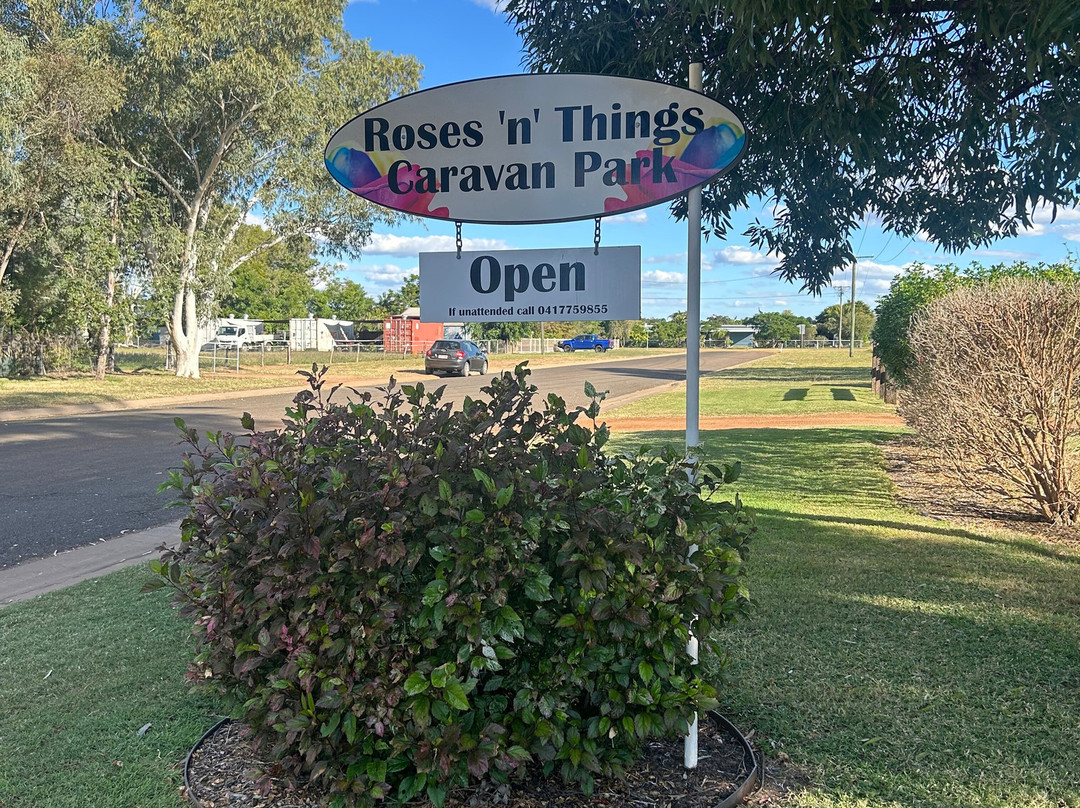 Roses 'n' Things
Caravan Park
Open
If unattended call 0417759855